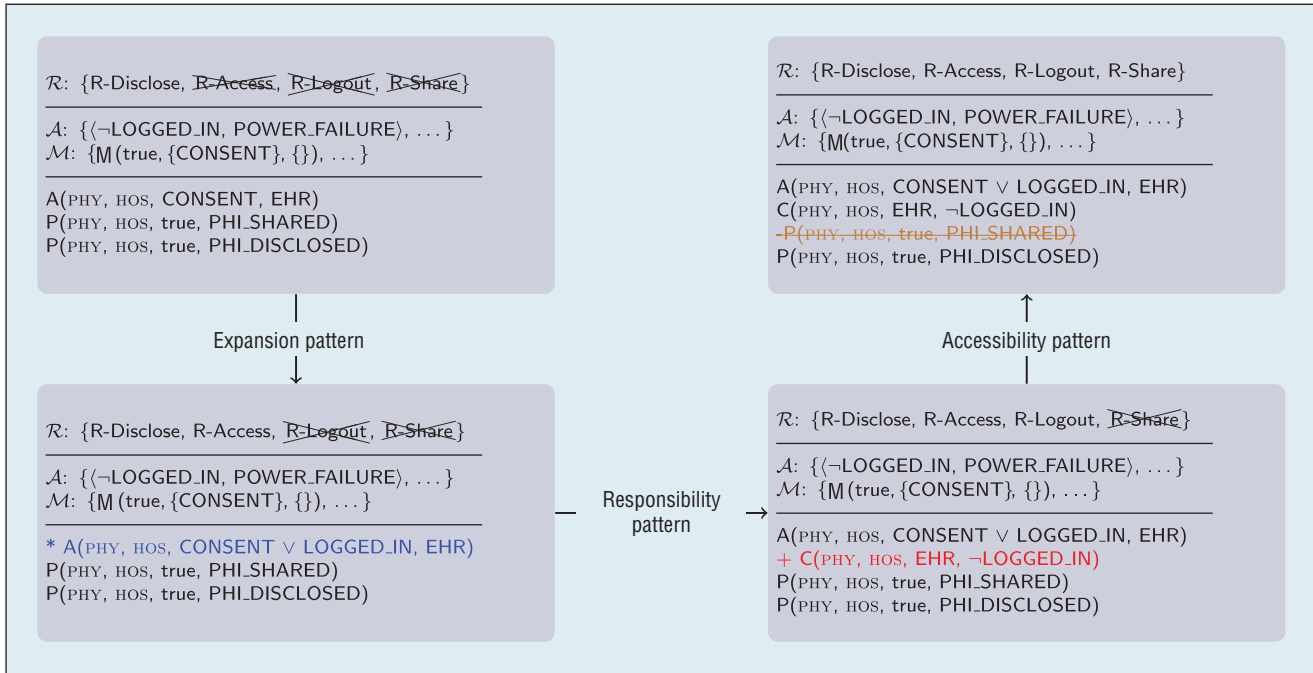 R: {R-Disclose, R-Access, R-Logout, R-Share}
A: {⟨¬LOGGED_IN, POWER_FAILURE⟩, ...}
M: {M(true, {CONSENT}, {}), ...}
A(PHY, HOS, CONSENT, EHR)
P(PHY, HOS, true, PHI_SHARED)
P(PHY, HOS, true, PHI_DISCLOSED)
Expansion pattern
R: {R-Disclose, R-Access, R-Logout, R-Share}
A: {⟨¬LOGGED_IN, POWER_FAILURE⟩, ...}
M: {M(true, {CONSENT}, {}), ...}
* A(PHY, HOS, CONSENT ∨ LOGGED_IN, EHR)
P(PHY, HOS, true, PHI_SHARED)
P(PHY, HOS, true, PHI_DISCLOSED)
Responsibility
pattern
R: {R-Disclose, R-Access, R-Logout, R-Share}
A: {⟨¬LOGGED_IN, POWER_FAILURE⟩, ...}
M: {M(true, {CONSENT}, {}), ...}
A(PHY, HOS, CONSENT ∨ LOGGED_IN, EHR)
+ C(PHY, HOS, EHR, ¬LOGGED_IN)
P(PHY, HOS, true, PHI_SHARED)
P(PHY, HOS, true, PHI_DISCLOSED)
Accessibility pattern
R: {R-Disclose, R-Access, R-Logout, R-Share}
A: {⟨¬LOGGED_IN, POWER_FAILURE⟩, ...}
M: {M(true, {CONSENT}, {}), ...}
A(PHY, HOS, CONSENT ∨ LOGGED_IN, EHR)
C(PHY, HOS, EHR, ¬LOGGED_IN)
-P(PHY, HOS, true, PHI_SHARED)
P(PHY, HOS, true, PHI_DISCLOSED)